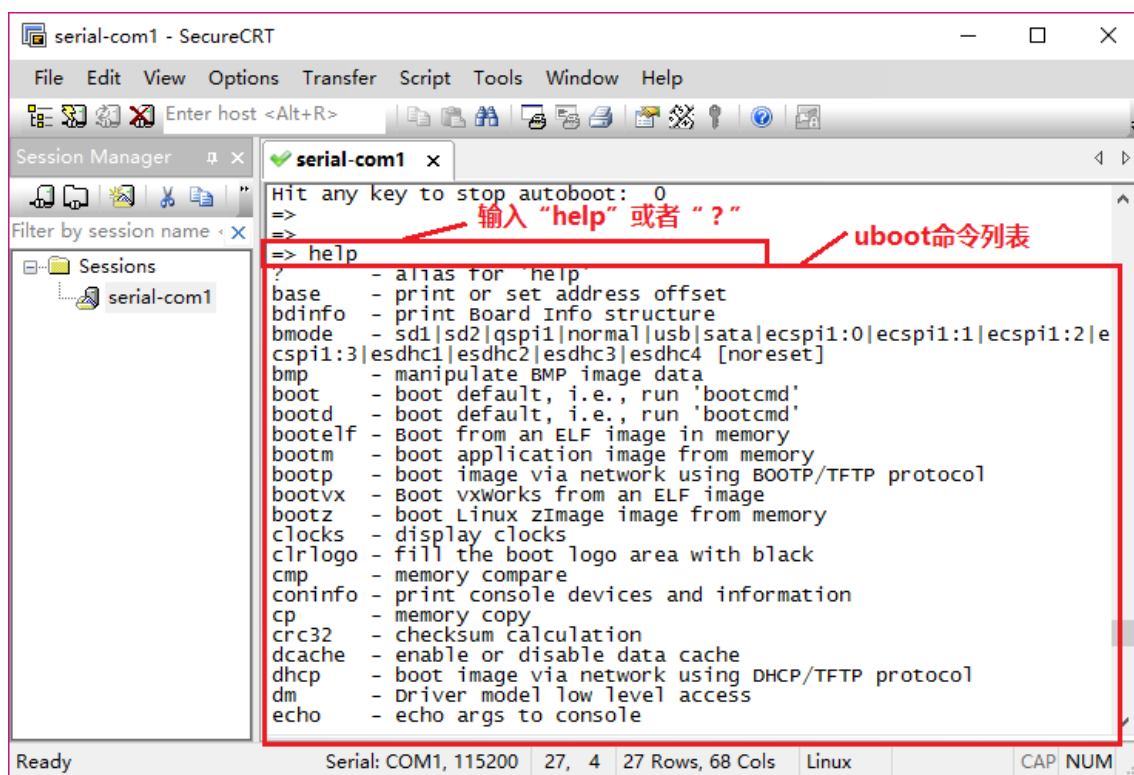 serial-com1 - SecureCRT
File Edit View Options Transfer Script Tools Window Help
Enter host <Alt+R>
Session Manager
serial-com1
Filter by session name
Sessions
serial-com1
Hit any key to stop autoboot: 0
=>
输入“help”或者“？”
=>
uboot命令列表
=> help
? - alias for 'help'
base - print or set address offset
bdinfo - print Board Info structure
bmode - sd1|sd2|qspi1|normal|usb|sata|ecspi1:0|ecspi1:1|ecspi1:2|e
cspi1:3|esdhc1|esdhc2|esdhc3|esdhc4 [noreset]
bmp - manipulate BMP image data
boot - boot default, i.e., run 'bootcmd'
bootd - boot default, i.e., run 'bootcmd'
bootelf - Boot from an ELF image in memory
bootm - boot application image from memory
bootp - boot image via network using BOOTP/TFTP protocol
bootvx - Boot vxWorks from an ELF image
bootz - boot Linux zImage image from memory
clocks - display clocks
clrlogo - fill the boot logo area with black
cmp - memory compare
coninfo - print console devices and information
cp - memory copy
crc32 - checksum calculation
dcache - enable or disable data cache
dhcp - boot image via network using DHCP/TFTP protocol
dm - Driver model low level access
echo - echo args to console
Ready Serial: COM1, 115200 27, 4 27 Rows, 68 Cols Linux CAP NUM